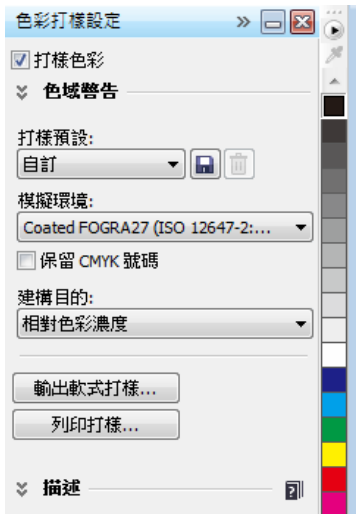 色彩打樣設定
打樣色彩
色域警告
打樣預設:
自訂
模擬環境:
Coated FOGRA27 (ISO 12647-2:...
保留 CMYK 號碼
建構目的:
相對色彩濃度
輸出軟式打樣...
列印打樣...
描述